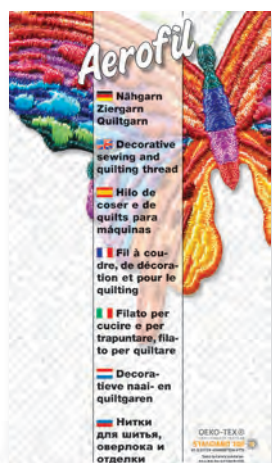 Aerofil
Nähgarn
Ziergarn
Quiltgarn
Decorative
sewing and
quilting thread
Hilo de
coser e de
quilts para
máquinas
Fil à cou-
dre, de décora-
tion et pour le
quilting
Filato per
cucire e per
trapuntare, fila-
to per quiltare
Decora-
tieve naai- en
quiltgaren
Нитки
для шитья,
оверлока и
отделки
OEKO-TEX®
STANDARD 100